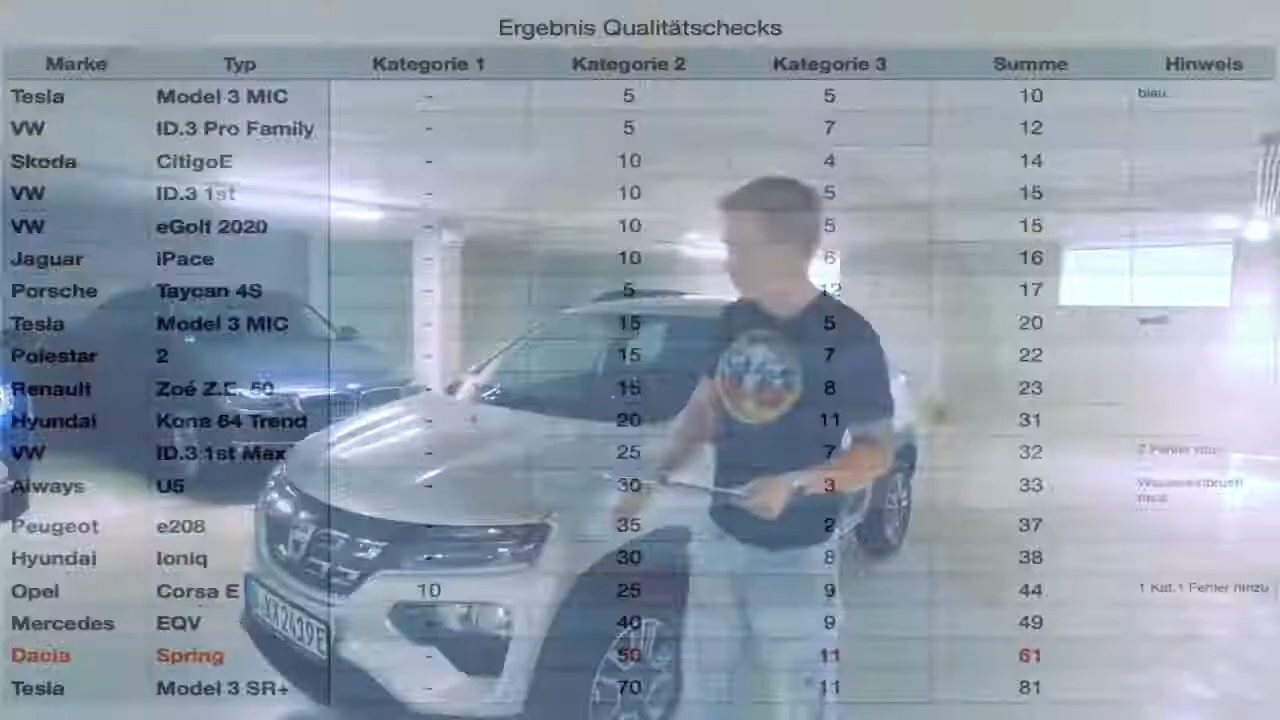 Ergebnis Qualitätschecks
Marke Typ Kategorie 1 Kategorie 2 Kategorie 3 Summe Hinweis
Tesla Model 3 MIC - 5 5 10 blau
VW ID.3 Pro Family - 5 7 12
Skoda CitigoE - 10 4 14
VW ID.3 1st - 10 5 15
VW eGolf 2020 - 10 5 15
Jaguar iPace - 10 6 16
Porsche Taycan 4S - 5 12 17
Tesla Model 3 MIC - 15 5 20 weiß
Polestar 2 - 15 7 22
Renault Zoé Z.E. 50 - 15 8 23
Hyundai Kona 64 Trend - 20 11 31
VW ID.3 1st Max - 25 7 32 2 Fehler
Aiways U5 - 30 3 33 Wassereinbruch
Peugeot e208 - 35 2 37
Hyundai Ioniq - 30 8 38
Opel Corsa E 10 25 9 44 1 Kat.1 Fehler hinzu
Mercedes EQV - 40 9 49
Dacia Spring - 50 11 61
Tesla Model 3 SR+ - 70 11 81
XX2419E